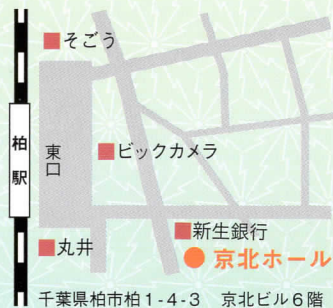 そごう
柏駅
東口
ビックカメラ
新生銀行
丸井
京北ホール
千葉県柏市柏1-4-3 京北ビル6階